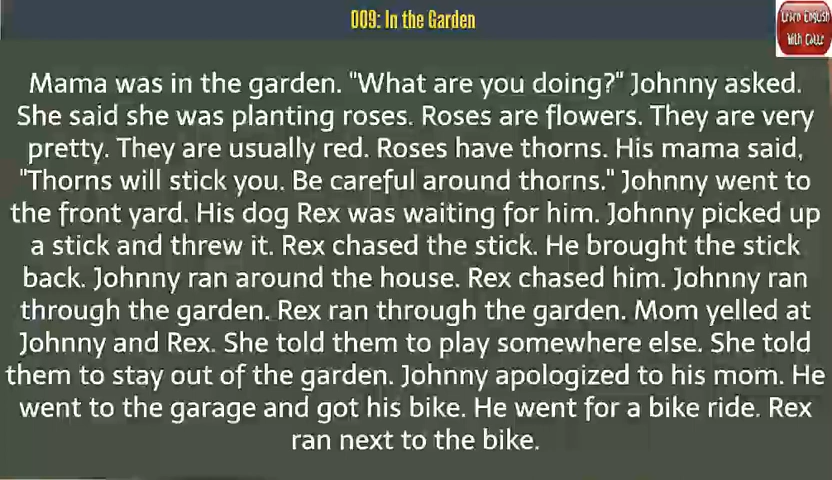 009: In the Garden
Learn English
With Cable
Mama was in the garden. "What are you doing?" Johnny asked.
She said she was planting roses. Roses are flowers. They are very
pretty. They are usually red. Roses have thorns. His mama said,
"Thorns will stick you. Be careful around thorns." Johnny went to
the front yard. His dog Rex was waiting for him. Johnny picked up
a stick and threw it. Rex chased the stick. He brought the stick
back. Johnny ran around the house. Rex chased him. Johnny ran
through the garden. Rex ran through the garden. Mom yelled at
Johnny and Rex. She told them to play somewhere else. She told
them to stay out of the garden. Johnny apologized to his mom. He
went to the garage and got his bike. He went for a bike ride. Rex
ran next to the bike.